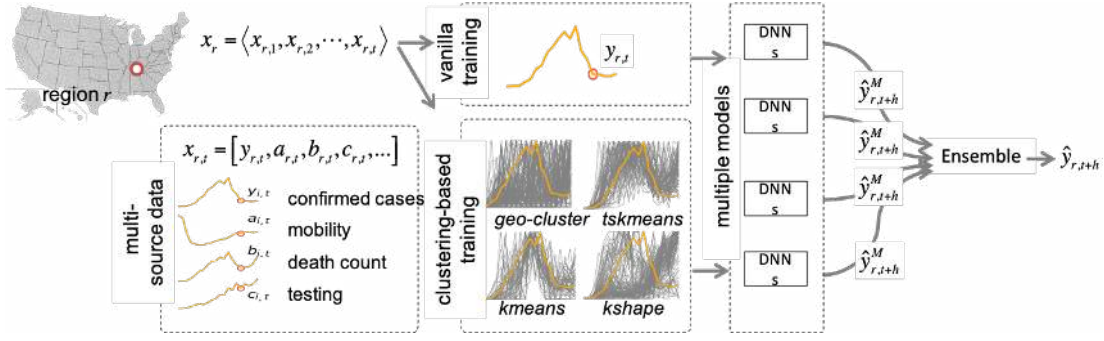 region r
x_r = ⟨x_{r,1}, x_{r,2}, ⋯, x_{r,t}⟩
vanilla
training
y_{r,t}
x_{r,t} = [y_{r,t}, a_{r,t}, b_{r,t}, c_{r,t}, ...]
multi-
source data
y_{i,τ}
confirmed cases
a_{i,τ}
mobility
b_{i,τ}
death count
c_{i,τ}
testing
clustering-based
training
geo-cluster
tskmeans
kmeans
kshape
multiple models
DNN
s
DNN
s
DNN
s
DNN
s
ŷ^M_{r,t+h}
ŷ^M_{r,t+h}
ŷ^M_{r,t+h}
ŷ^M_{r,t+h}
Ensemble
ŷ_{r,t+h}